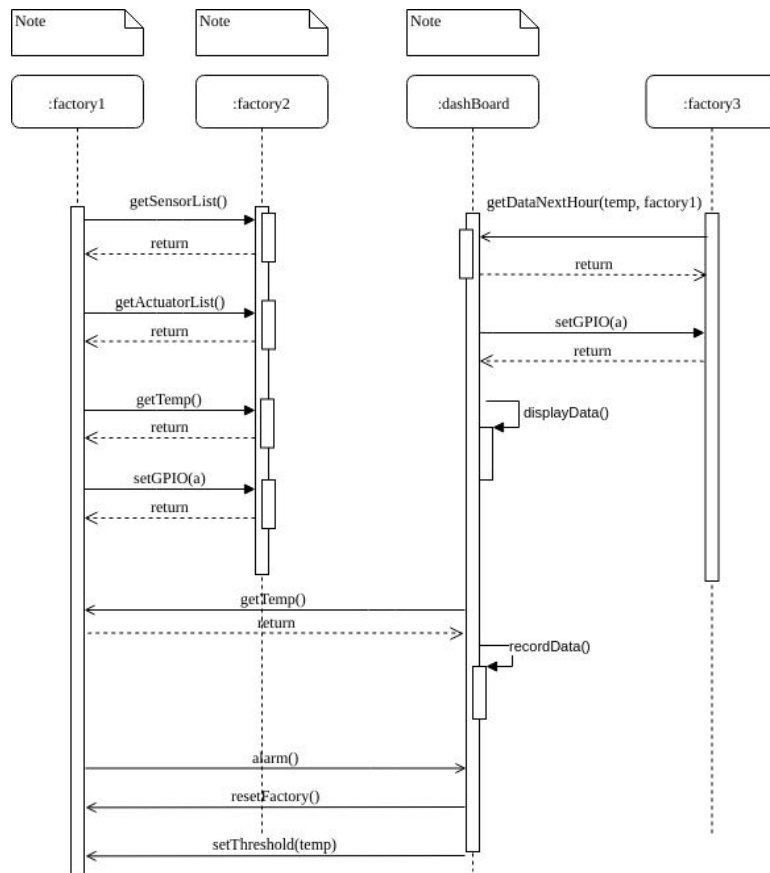 Note
Note
Note
:factory1
:factory2
:dashBoard
:factory3
getSensorList()
getDataNextHour(temp, factory1)
return
return
getActuatorList()
setGPIO(a)
return
return
getTemp()
displayData()
return
setGPIO(a)
return
getTemp()
return
recordData()
alarm()
resetFactory()
setThreshold(temp)